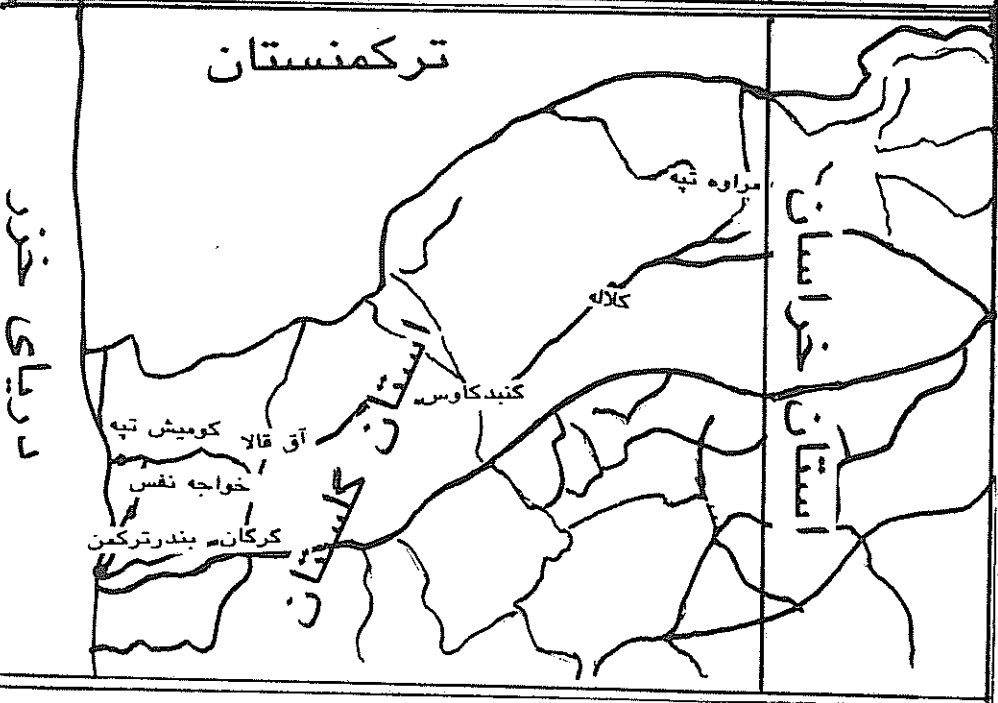 ترکمنستان
دریای خزر
مراوه تپه
استان خراسان
کلاله
گنبدکاوس
استان گلستان
کومیش تپه
آق قالا
خواجه نفس
گرگان
بندرترکمن